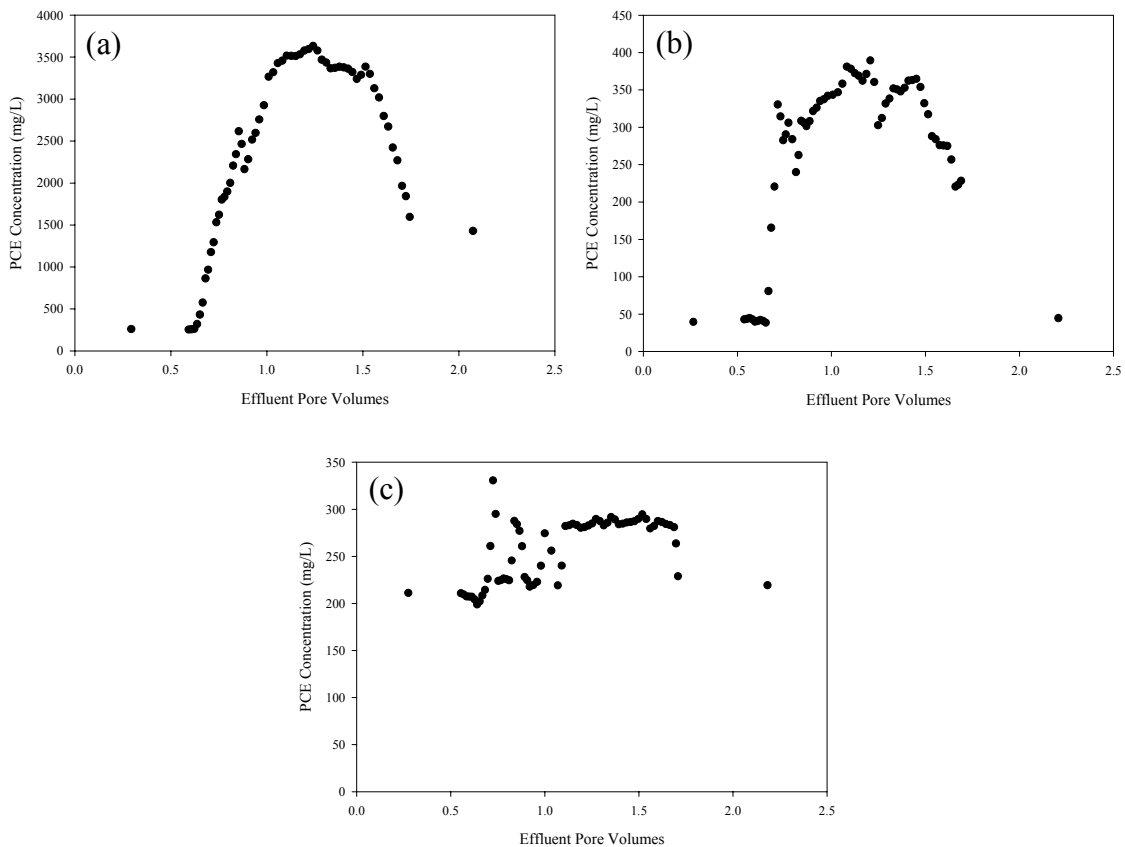 (a)
PCE Concentration (mg/L)
4000
3500
3000
2500
2000
1500
1000
500
0
0.0 0.5 1.0 1.5 2.0 2.5
Effluent Pore Volumes
(b)
PCE Concentration (mg/L)
450
400
350
300
250
200
150
100
50
0
0.0 0.5 1.0 1.5 2.0 2.5
Effluent Pore Volumes
(c)
PCE Concentration (mg/L)
350
300
250
200
150
100
50
0
0.0 0.5 1.0 1.5 2.0 2.5
Effluent Pore Volumes